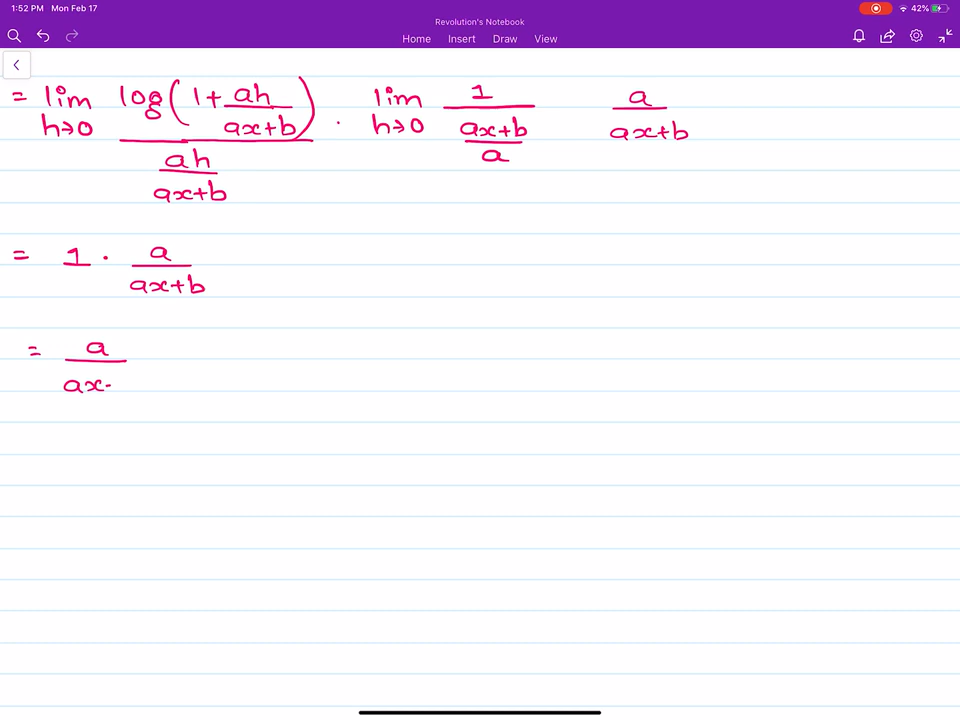 1:52 PM Mon Feb 17 42%
Revolution's Notebook
Home Insert Draw View
= lim h→0 log(1 + ah/(ax+b)) / (ah/(ax+b)) . lim h→0 1/((ax+b)/a) a/(ax+b)
= 1 . a/(ax+b)
= a/(ax-